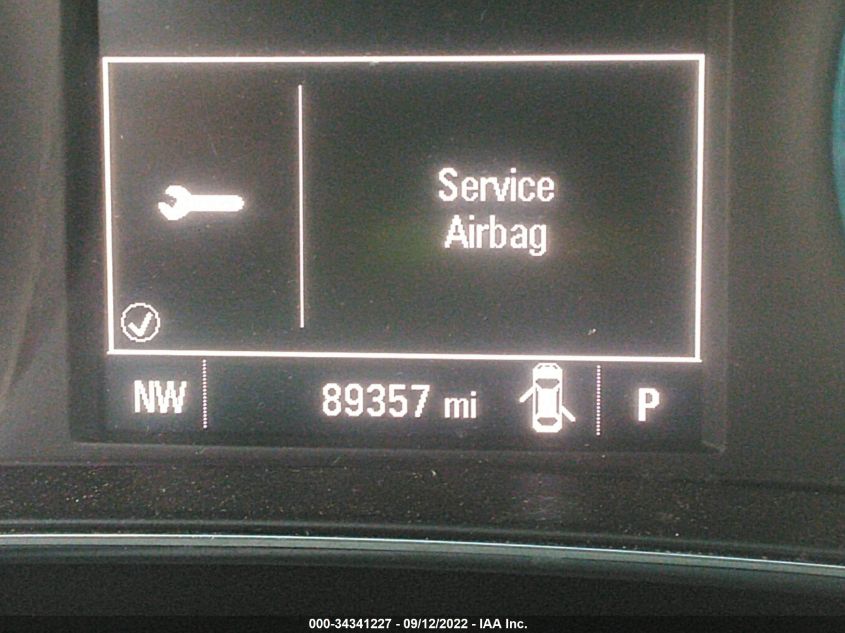 Service
Airbag
NW 89357 mi P
000-34341227 - 09/12/2022 - IAA Inc.